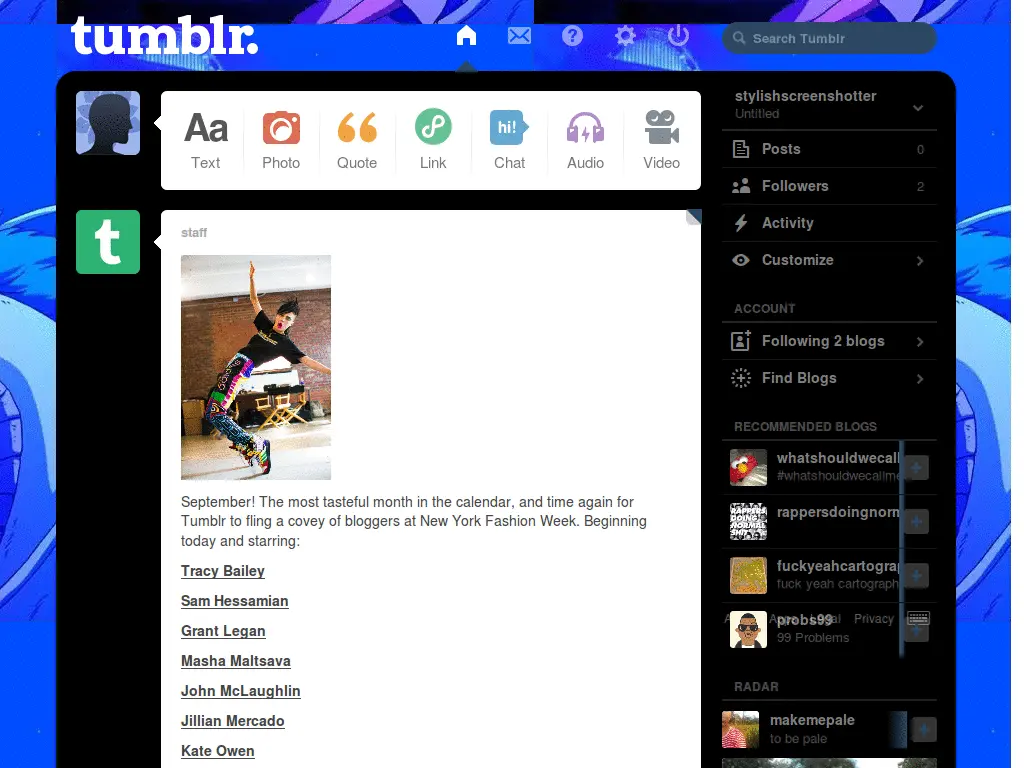 tumblr.
Search Tumblr
Aa
hi!
Text
Photo
Quote
Link
Chat
Audio
Video
t
staff
September! The most tasteful month in the calendar, and time again for
Tumblr to fling a covey of bloggers at New York Fashion Week. Beginning
today and starring:
Tracy Bailey
Sam Hessamian
Grant Legan
Masha Maltsava
John McLaughlin
Jillian Mercado
Kate Owen
stylishscreenshotter
Untitled
Posts 0
Followers 2
Activity
Customize
ACCOUNT
Following 2 blogs
Find Blogs
RECOMMENDED BLOGS
whatshouldwecall
#whatshouldwecallme
RAPPERS
DOING
NORMAL
SHIT
rappersdoingnorm
fuckyeahcartograp
fuck yeah cartograph
probs99
Privacy
99 Problems
RADAR
makemepale
to be pale